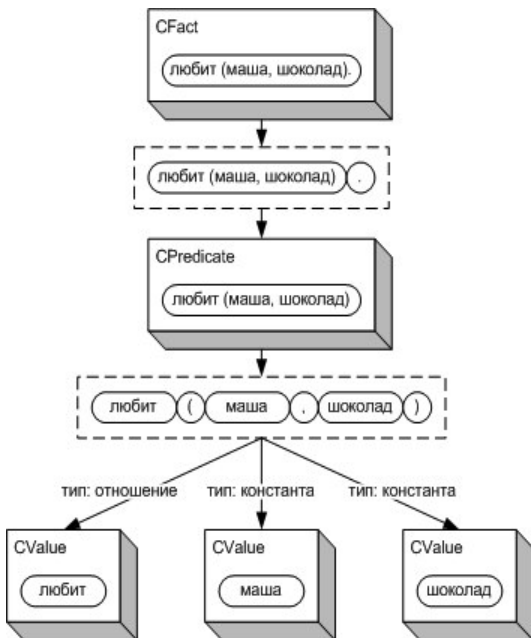 CFact
любит (маша, шоколад).
любит (маша, шоколад) .
CPredicate
любит (маша, шоколад)
любит ( маша , шоколад )
тип: отношение тип: константа тип: константа
CValue CValue CValue
любит маша шоколад